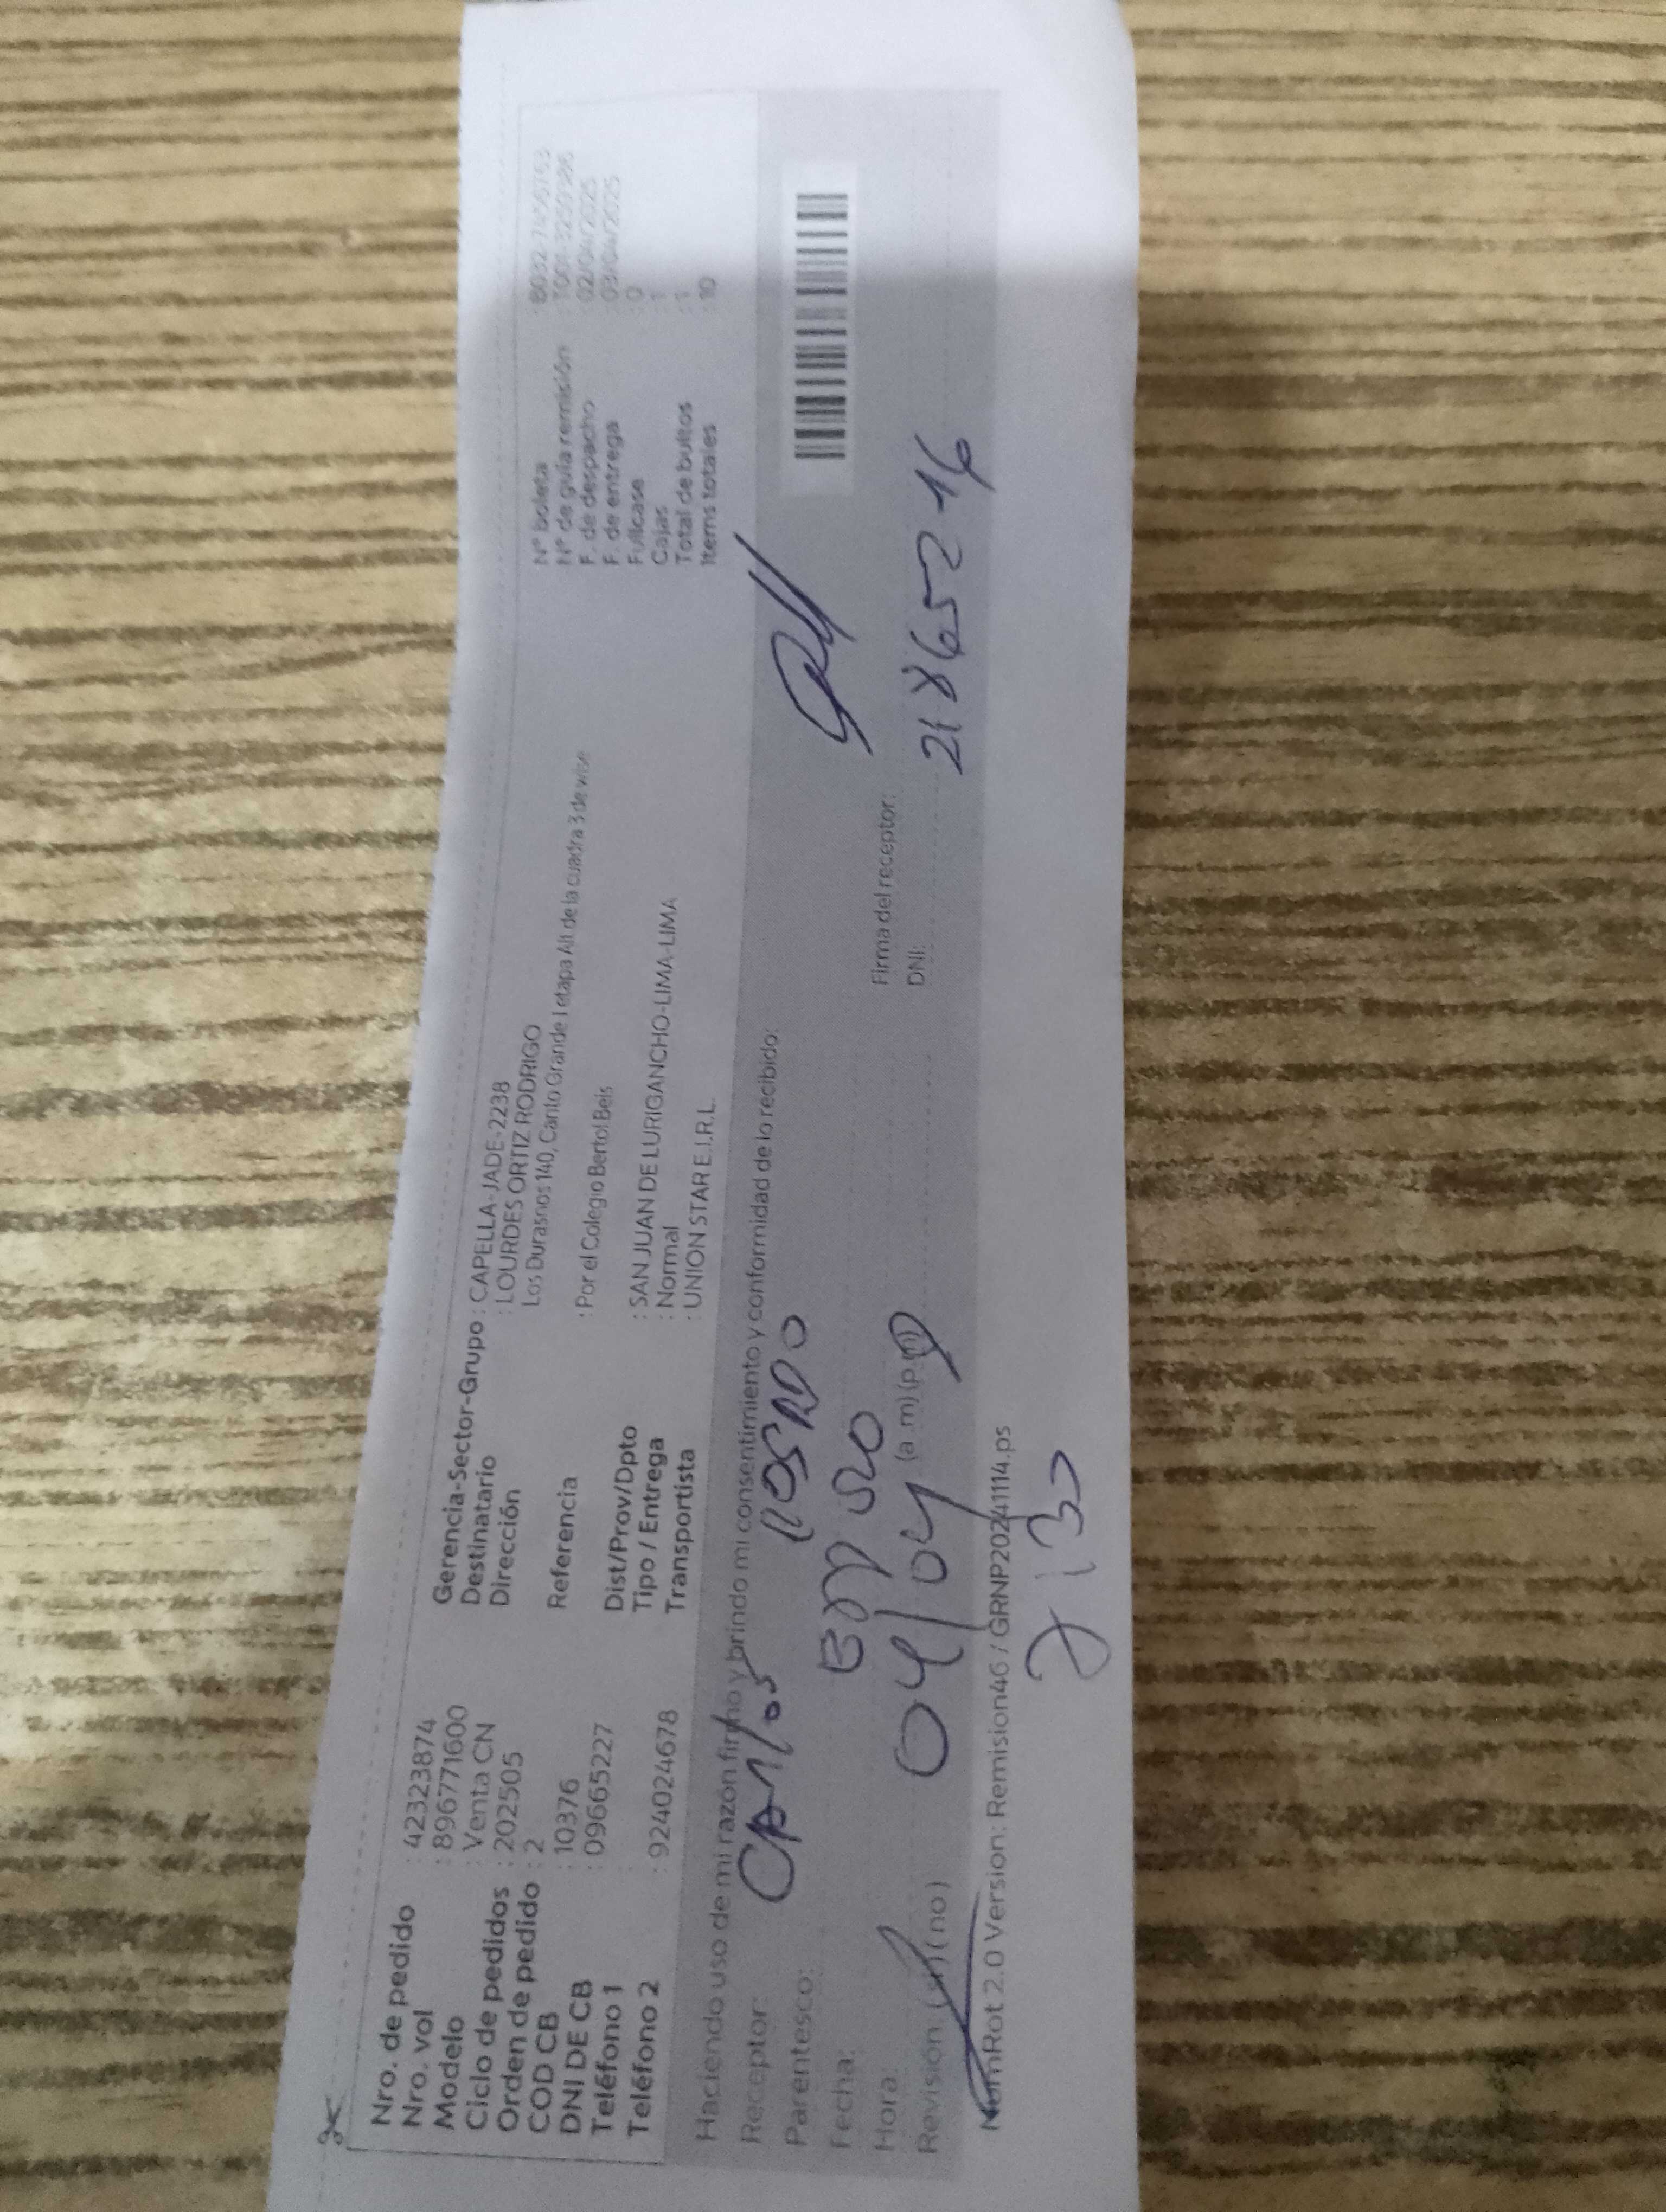 Nro. de pedido : 42323874
Nro. vol : 8967771600
Modelo : Venta CN
Ciclo de pedidos : 202505
Orden de pedido : 2
COD CB : 10376
DNI DE CB : 09665227
Teléfono 1 :
Teléfono 2 : 924024678
Gerencia-Sector-Grupo : CAPELLA-JADE-2238
Destinatario : LOURDES ORTIZ RODRIGO
Dirección Los Durasnos 140, Canto Grande I etapa Alt de la cuadra 3 de wise
Referencia : Por el Colegio Bertol Beis
Dist/Prov/Dpto : SAN JUAN DE LURIGANCHO-LIMA-LIMA
Tipo / Entrega : Normal
Transportista : UNION STAR E.I.R.L.
N° boleta
N° de guía remisión
F. de despacho : 02/04/2025
F. de entrega : 03/04/2025
Fullcase : 0
Cajas : 1
Total de bultos : 1
Items totales : 10
Haciendo uso de mi razón firmo y brindo mi consentimiento y conformidad de lo recibido:
Receptor: Carlos
Parentesco: Esposo
Fecha: 04/04
Hora: (a.m) (p.m)
Revisión (si) (no)
Firma del receptor:
DNI: 21865216
NomRot 2.0 Version: Remision46 / GRNP20241114.ps